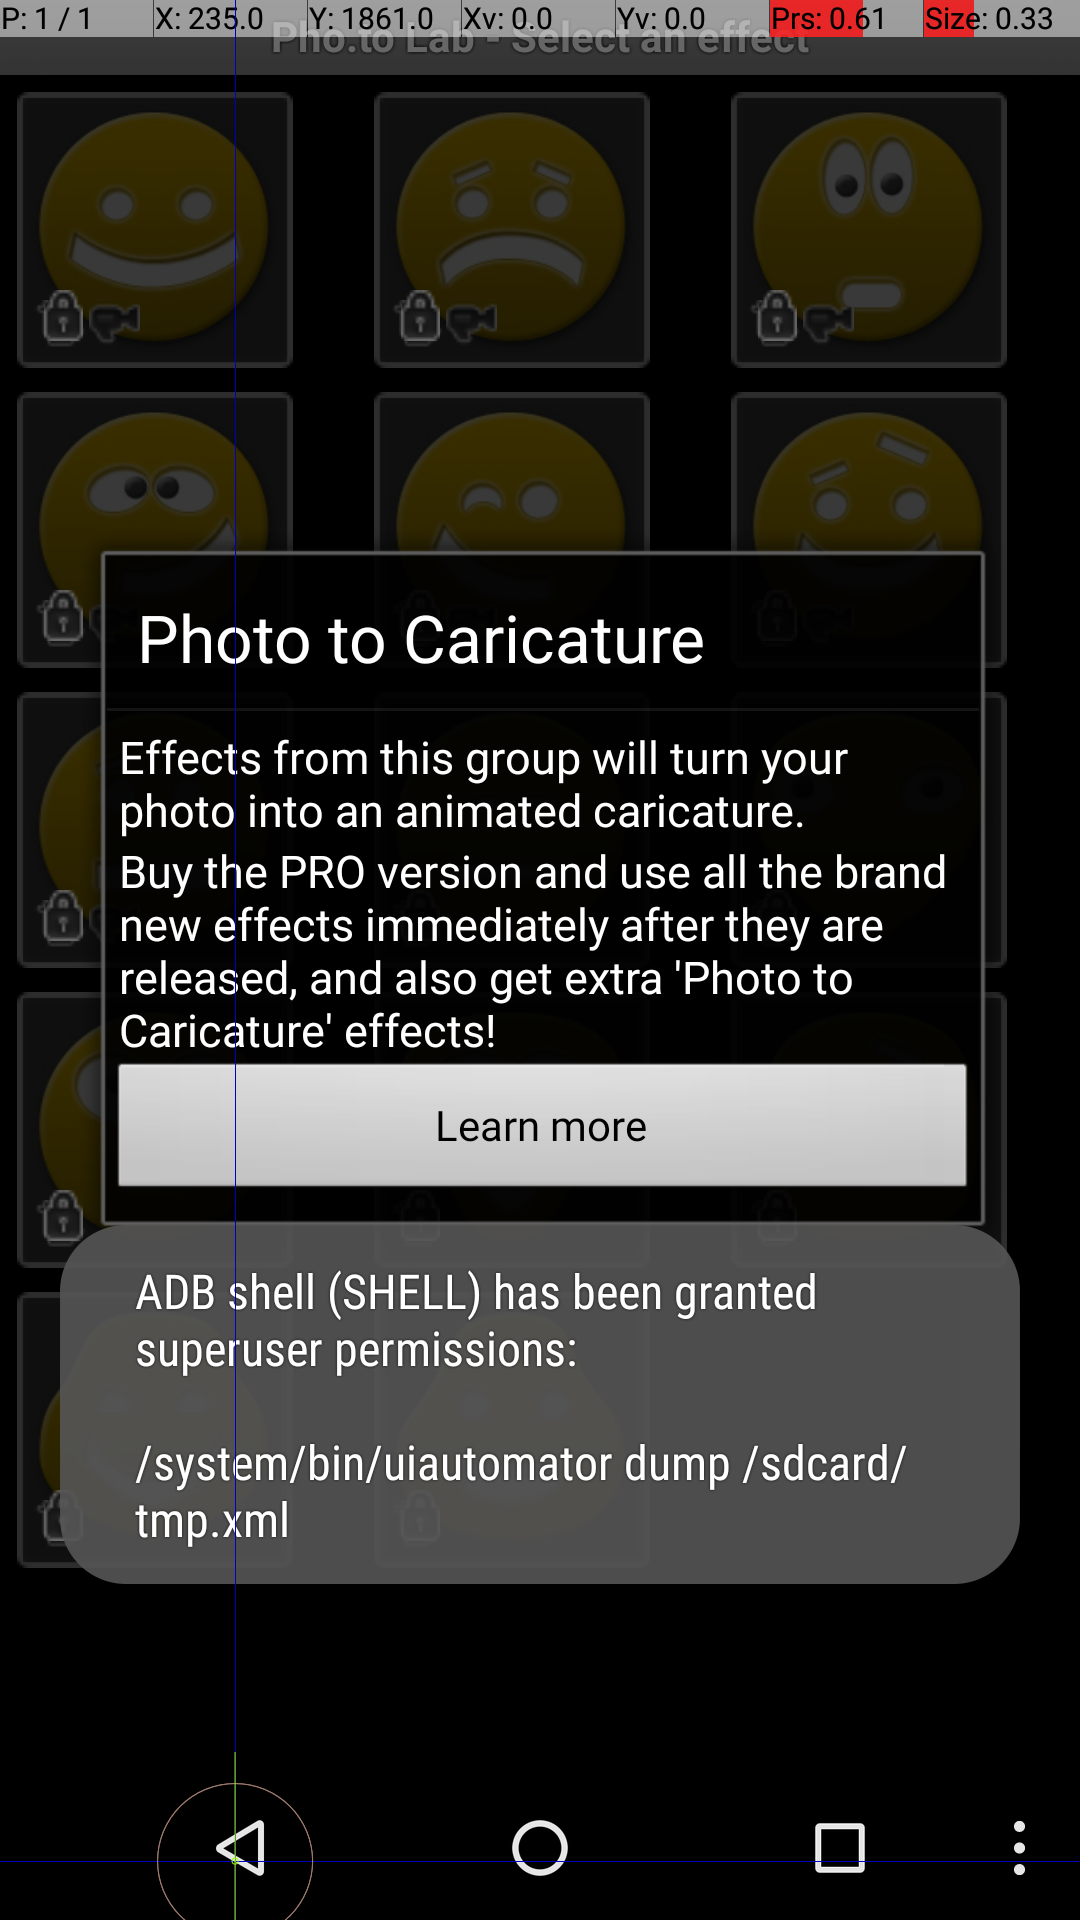 P: 1 / 1 X: 235.0 Y: 1861.0 Xv: 0.0 Yv: 0.0 Prs: 0.61 Size: 0.33
Pho.to Lab - Select an effect
Photo to Caricature
Effects from this group will turn your
photo into an animated caricature.
Buy the PRO version and use all the brand
new effects immediately after they are
released, and also get extra 'Photo to
Caricature' effects!
Learn more
ADB shell (SHELL) has been granted
superuser permissions:
/system/bin/uiautomator dump /sdcard/
tmp.xml